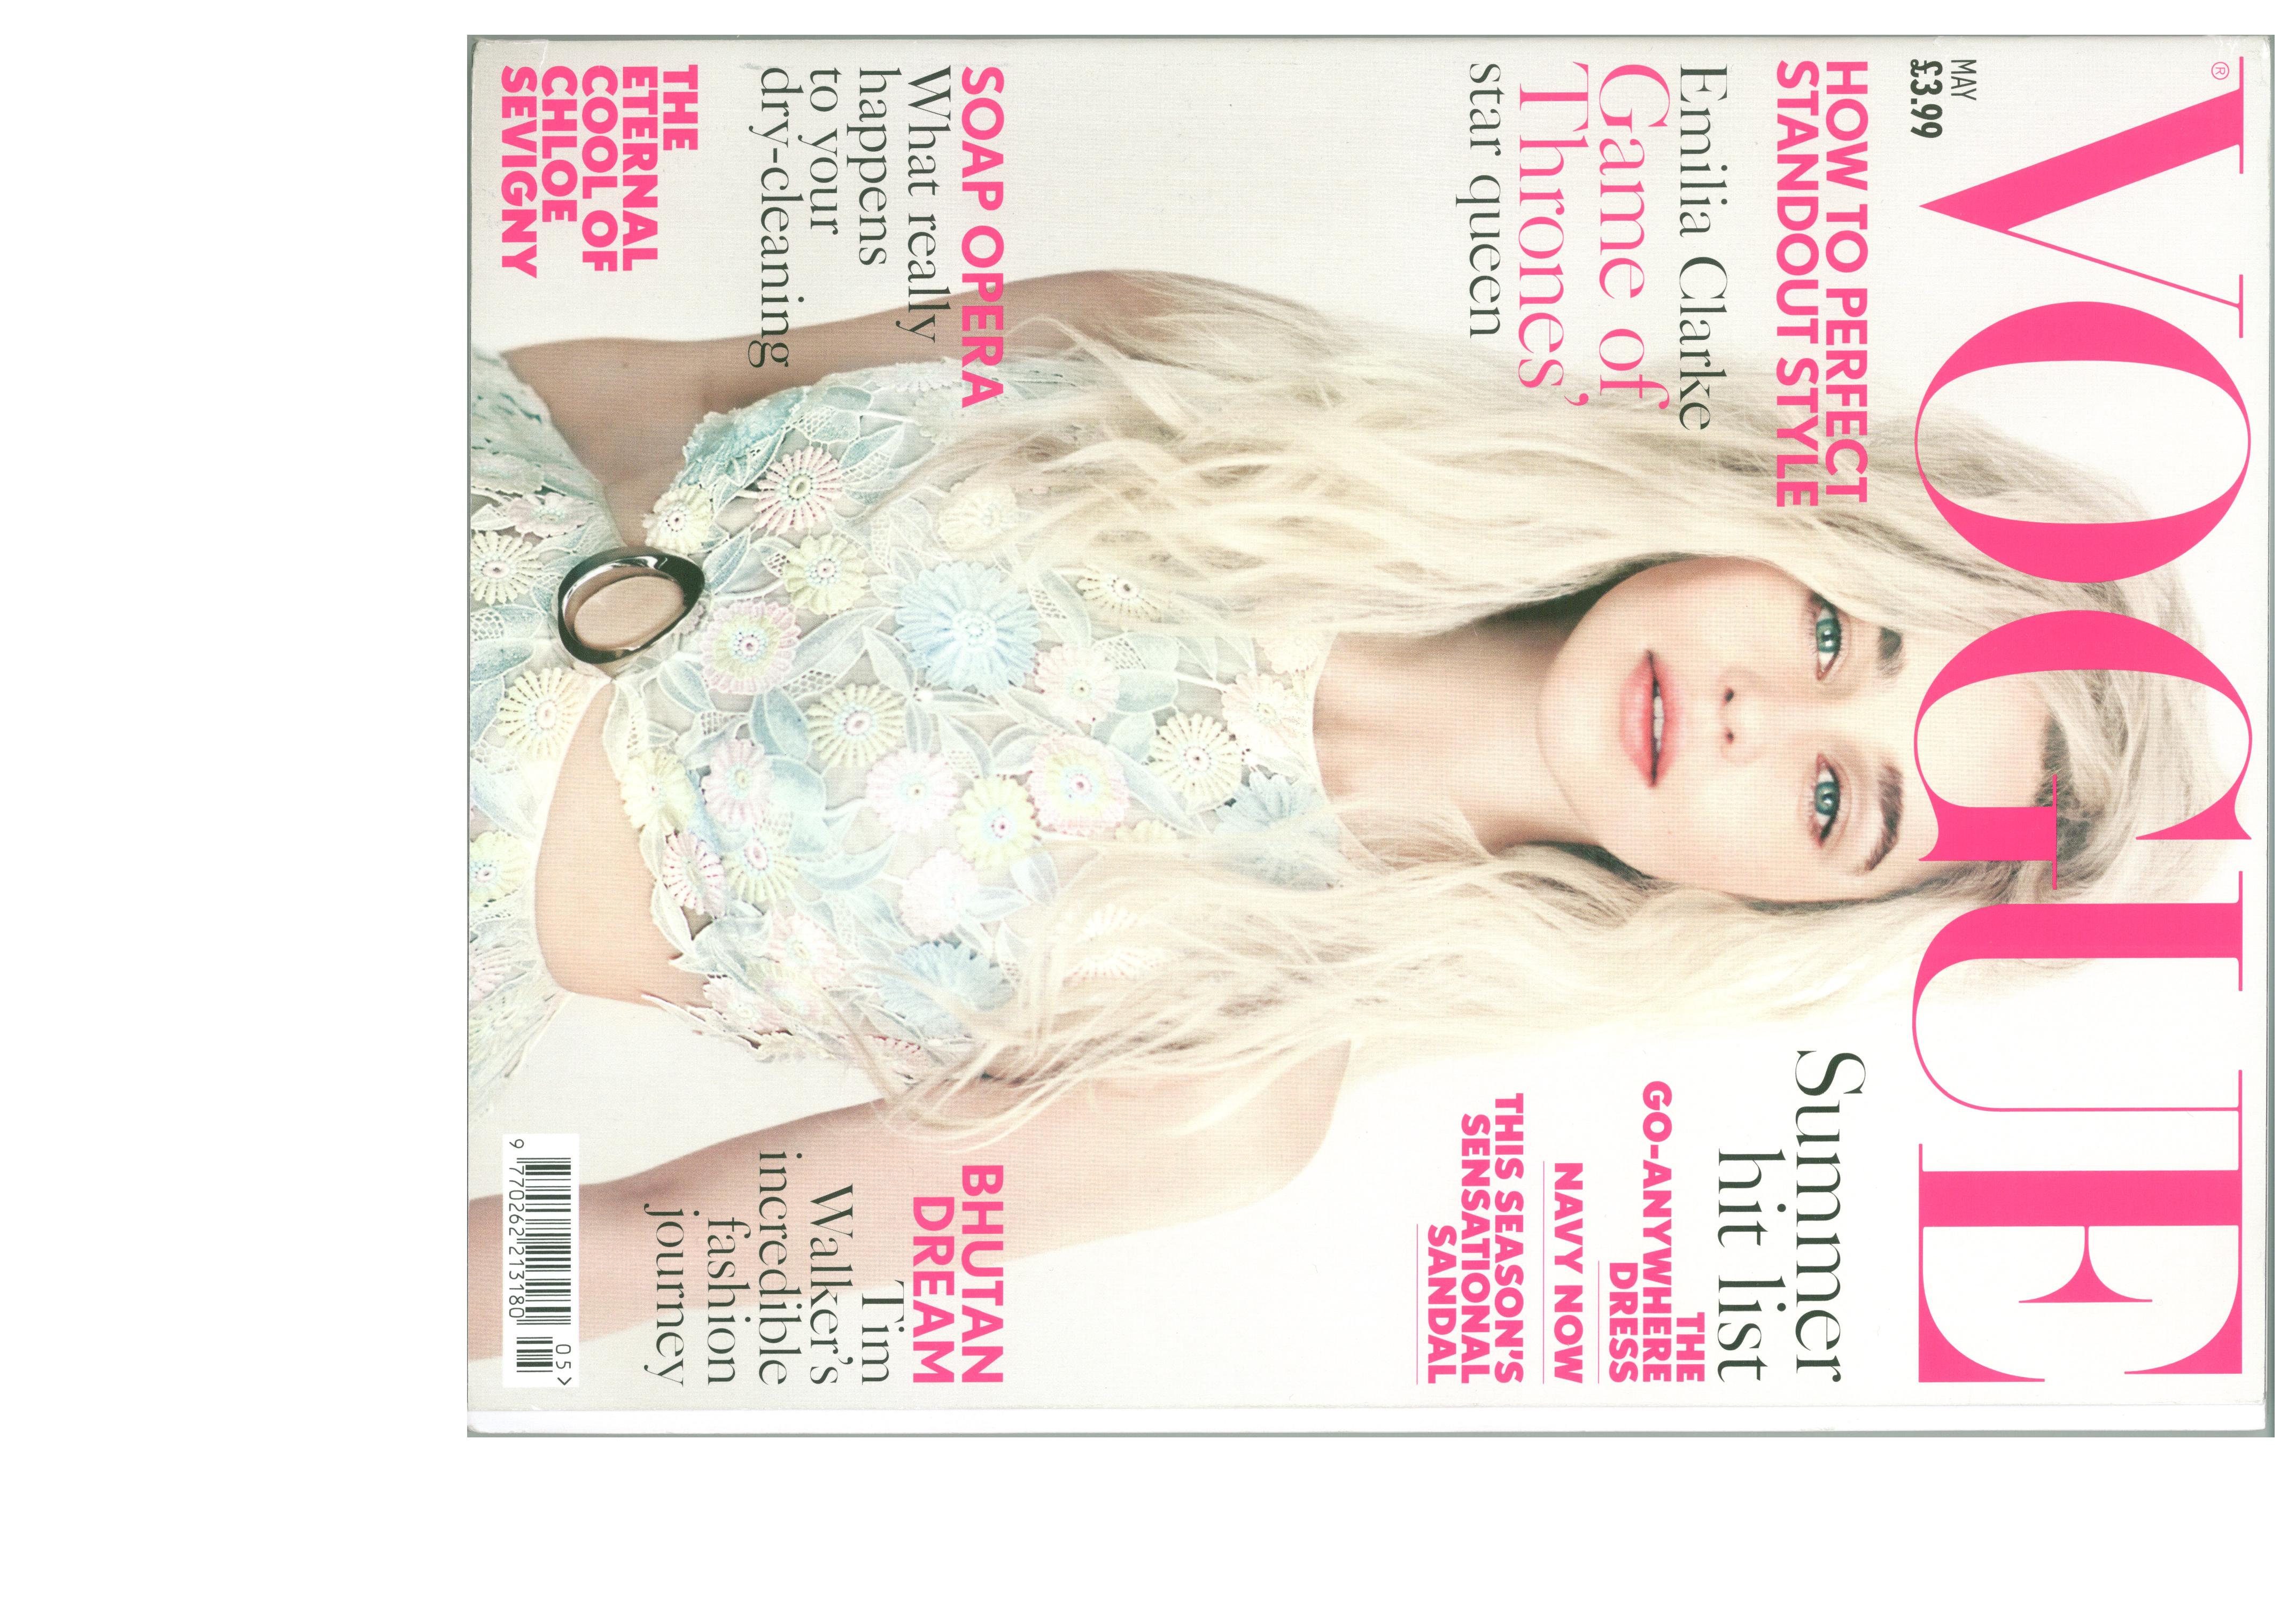 VOGUE
®
MAY
£3.99
HOW TO PERFECT
STANDOUT STYLE
Emilia Clarke
Game of
Thrones’
star queen
Summer
hit list
THE
GO-ANYWHERE
DRESS
NAVY NOW
THIS SEASON'S
SENSATIONAL
SANDAL
SOAP OPERA
What really
happens
to your
dry-cleaning
THE
ETERNAL
COOL OF
CHLOE
SEVIGNY
BHUTAN
DREAM
Tim
Walker’s
incredible
fashion
journey
9 770262 213180
05>